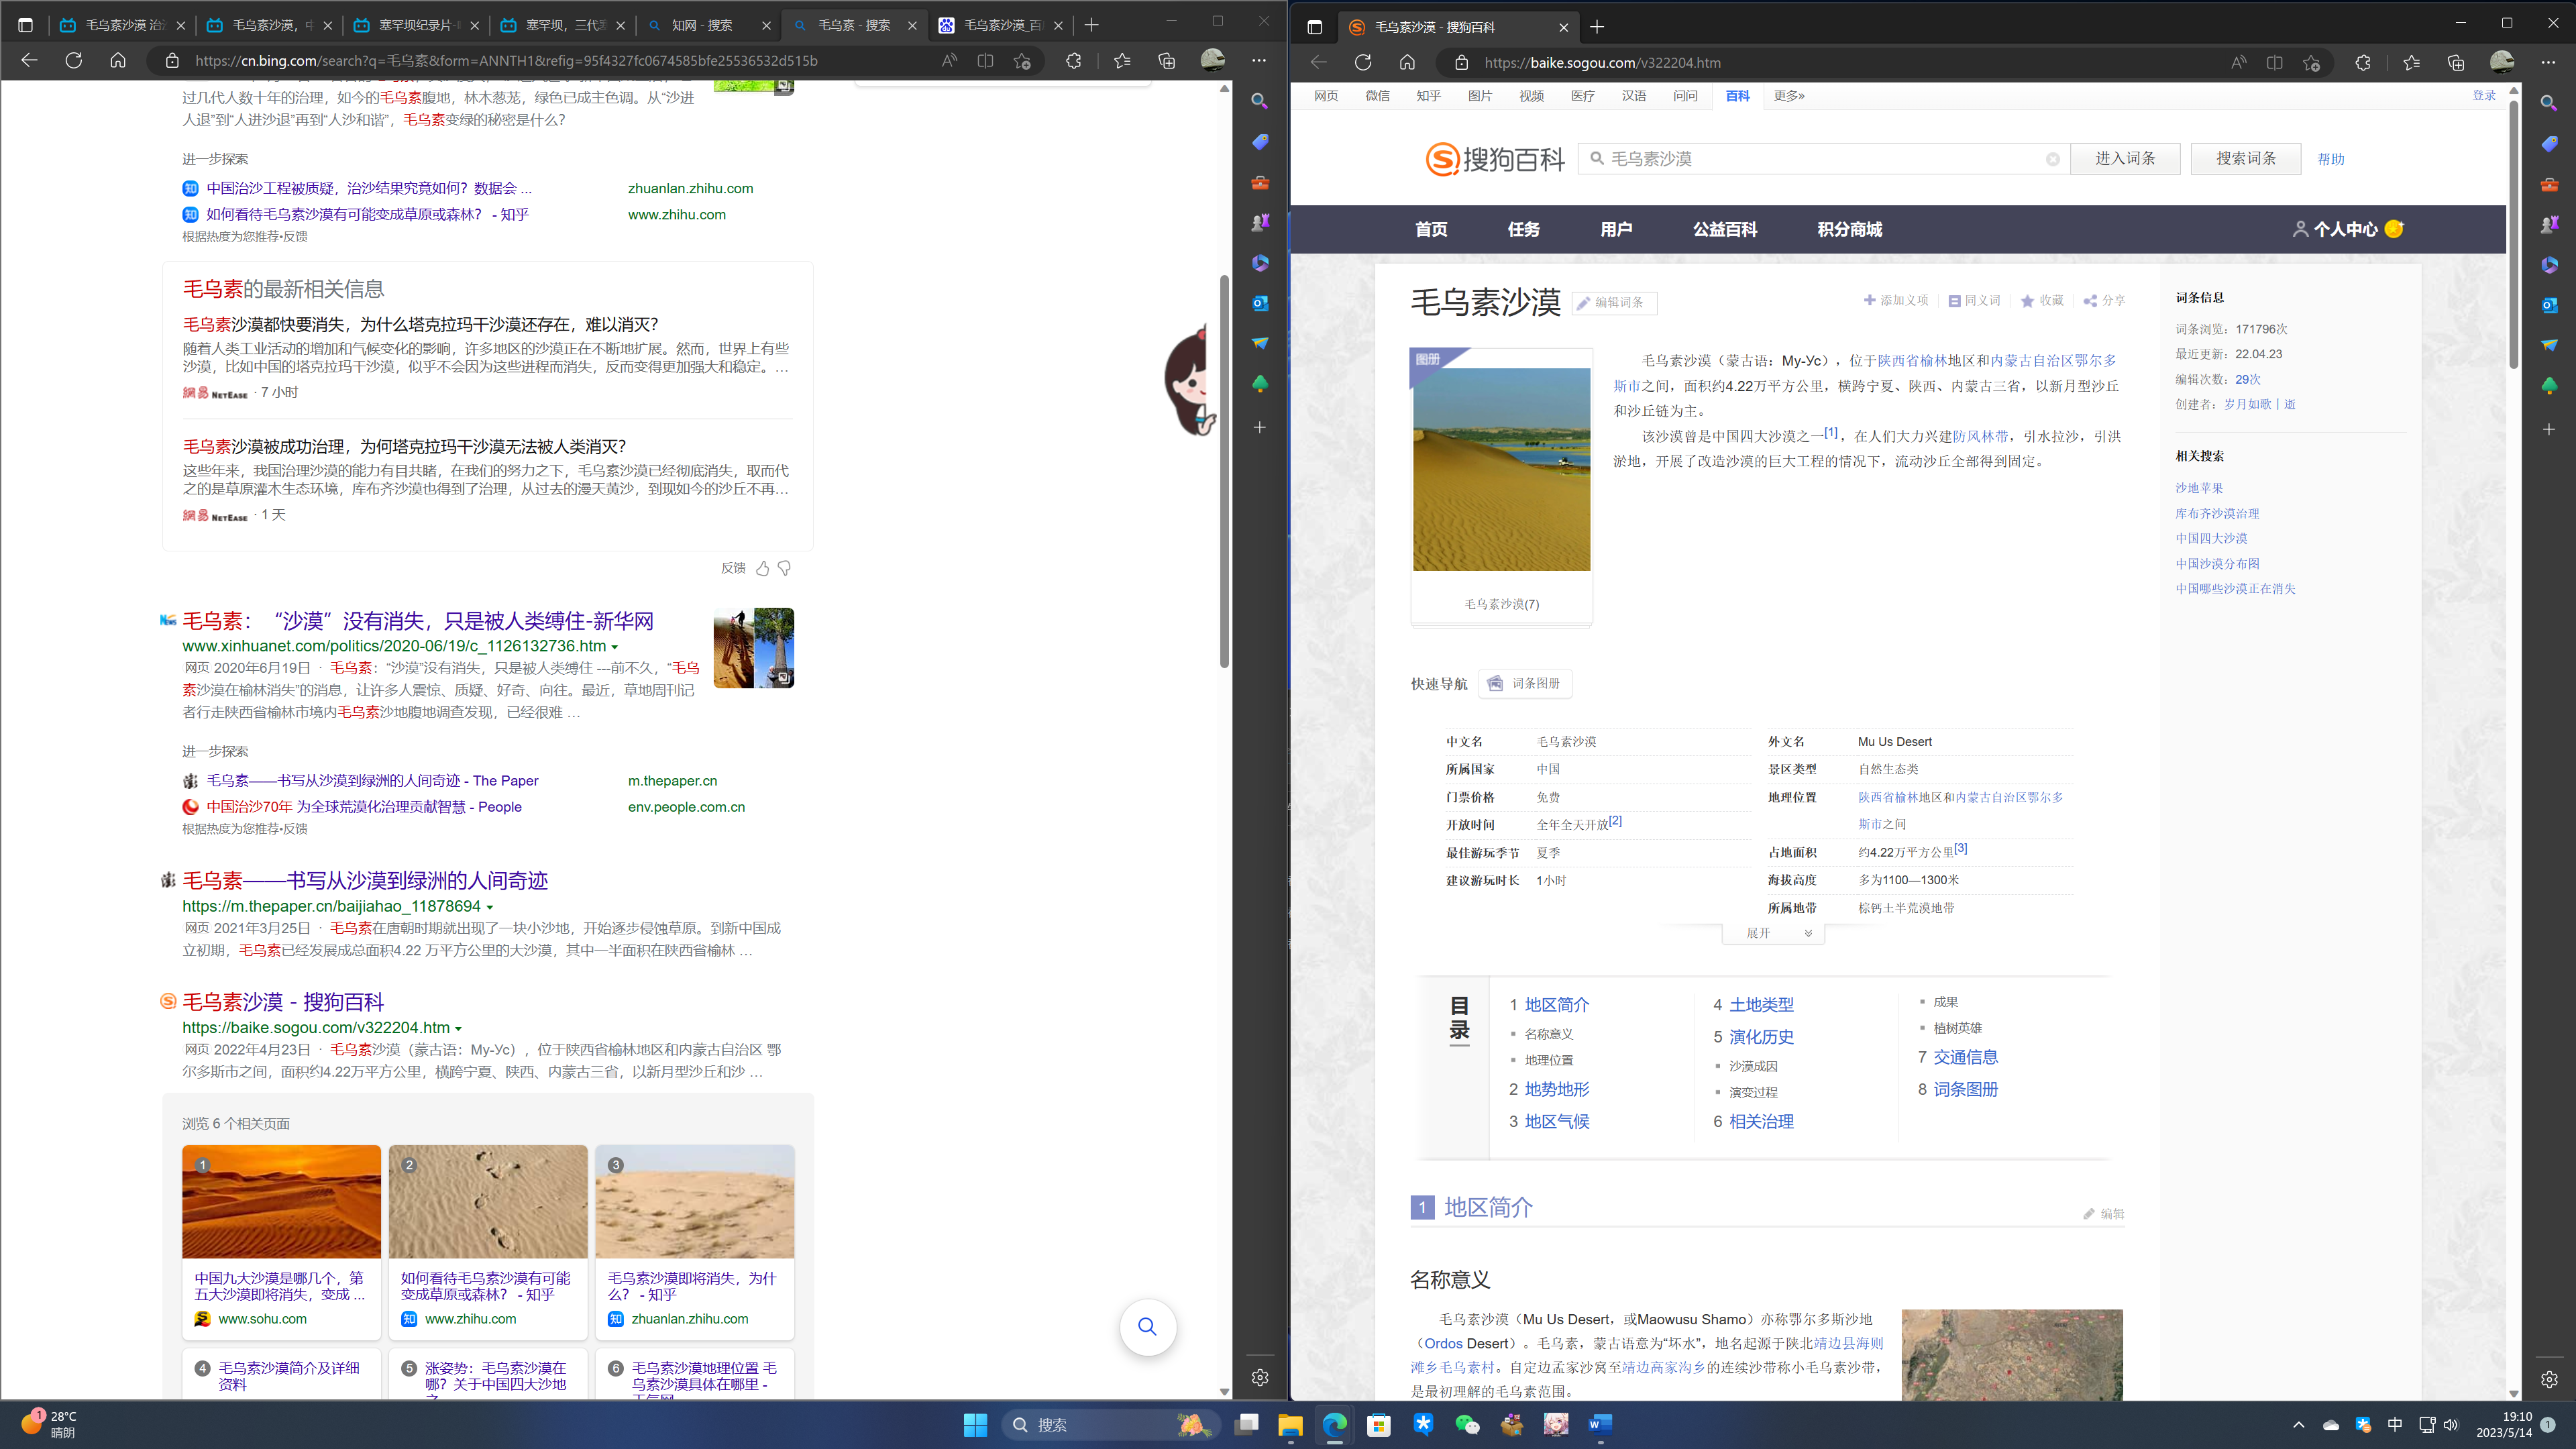 毛乌素沙漠 治沙
毛乌素沙漠，中
塞罕坝纪录片-
塞罕坝，三代
知网 - 搜索
毛乌素 - 搜索
毛乌素沙漠_百
https://cn.bing.com/search?q=毛乌素&form=ANNTH1&refig=95f4327fc0674585bfe25536532d515b
过几代人数十年的治理，如今的毛乌素腹地，林木葱茏，绿色已成主色调。从“沙进
人退”到“人进沙退”再到“人沙和谐”，毛乌素变绿的秘密是什么？
进一步探索
中国治沙工程被质疑，治沙结果究竟如何？数据会 ... zhuanlan.zhihu.com
如何看待毛乌素沙漠有可能变成草原或森林？ - 知乎 www.zhihu.com
根据热度为您推荐•反馈
毛乌素的最新相关信息
毛乌素沙漠都快要消失，为什么塔克拉玛干沙漠还存在，难以消灭？
随着人类工业活动的增加和气候变化的影响，许多地区的沙漠正在不断地扩展。然而，世界上有些
沙漠，比如中国的塔克拉玛干沙漠，似乎不会因为这些进程而消失，反而变得更加强大和稳定。…
網易 NETEASE · 7 小时
毛乌素沙漠被成功治理，为何塔克拉玛干沙漠无法被人类消灭？
这些年来，我国治理沙漠的能力有目共睹，在我们的努力之下，毛乌素沙漠已经彻底消失，取而代
之的是草原灌木生态环境，库布齐沙漠也得到了治理，从过去的漫天黄沙，到现如今的沙丘不再…
網易 NETEASE · 1 天
反馈
毛乌素：“沙漠”没有消失，只是被人类缚住-新华网
www.xinhuanet.com/politics/2020-06/19/c_1126132736.htm
网页 2020年6月19日 · 毛乌素：“沙漠”没有消失，只是被人类缚住 ---前不久，“毛乌
素沙漠在榆林消失”的消息，让许多人震惊、质疑、好奇、向往。最近，草地周刊记
者行走陕西省榆林市境内毛乌素沙地腹地调查发现，已经很难 …
进一步探索
毛乌素——书写从沙漠到绿洲的人间奇迹 - The Paper m.thepaper.cn
中国治沙70年 为全球荒漠化治理贡献智慧 - People env.people.com.cn
根据热度为您推荐•反馈
毛乌素——书写从沙漠到绿洲的人间奇迹
https://m.thepaper.cn/baijiahao_11878694
网页 2021年3月25日 · 毛乌素在唐朝时期就出现了一块小沙地，开始逐步侵蚀草原。到新中国成
立初期，毛乌素已经发展成总面积4.22 万平方公里的大沙漠，其中一半面积在陕西省榆林 …
毛乌素沙漠 - 搜狗百科
https://baike.sogou.com/v322204.htm
网页 2022年4月23日 · 毛乌素沙漠（蒙古语：Му-Ус），位于陕西省榆林地区和内蒙古自治区 鄂
尔多斯市之间，面积约4.22万平方公里，横跨宁夏、陕西、内蒙古三省，以新月型沙丘和沙 …
浏览 6 个相关页面
1
2
3
中国九大沙漠是哪几个，第
五大沙漠即将消失，变成 ...
www.sohu.com
如何看待毛乌素沙漠有可能
变成草原或森林？ - 知乎
www.zhihu.com
毛乌素沙漠即将消失，为什
么？ - 知乎
zhuanlan.zhihu.com
4 毛乌素沙漠简介及详细
资料
5 涨姿势：毛乌素沙漠在
哪？关于中国四大沙地
6 毛乌素沙漠地理位置 毛
乌素沙漠具体在哪里 -
毛乌素沙漠 - 搜狗百科
https://baike.sogou.com/v322204.htm
网页 微信 知乎 图片 视频 医疗 汉语 问问 百科 更多» 登录
搜狗百科
毛乌素沙漠
进入词条
搜索词条
帮助
首页 任务 用户 公益百科 积分商城 个人中心
毛乌素沙漠
编辑词条
添加义项 同义词 收藏 分享
图册
毛乌素沙漠(7)
毛乌素沙漠（蒙古语：Му-Ус），位于陕西省榆林地区和内蒙古自治区鄂尔多
斯市之间，面积约4.22万平方公里，横跨宁夏、陕西、内蒙古三省，以新月型沙丘
和沙丘链为主。
该沙漠曾是中国四大沙漠之一[1]，在人们大力兴建防风林带，引水拉沙，引洪
淤地，开展了改造沙漠的巨大工程的情况下，流动沙丘全部得到固定。
词条信息
词条浏览：171796次
最近更新：22.04.23
编辑次数：29次
创建者：岁月如歌丨逝
相关搜索
沙地苹果
库布齐沙漠治理
中国四大沙漠
中国沙漠分布图
中国哪些沙漠正在消失
快速导航 词条图册
中文名 毛乌素沙漠
所属国家 中国
门票价格 免费
开放时间 全年全天开放[2]
最佳游玩季节 夏季
建议游玩时长 1小时
外文名 Mu Us Desert
景区类型 自然生态类
地理位置 陕西省榆林地区和内蒙古自治区鄂尔多
斯市之间
占地面积 约4.22万平方公里[3]
海拔高度 多为1100—1300米
所属地带 棕钙土半荒漠地带
展开
目
录
1 地区简介
名称意义
地理位置
2 地势地形
3 地区气候
4 土地类型
5 演化历史
沙漠成因
演变过程
6 相关治理
成果
植树英雄
7 交通信息
8 词条图册
1 地区简介
编辑
名称意义
毛乌素沙漠（Mu Us Desert，或Maowusu Shamo）亦称鄂尔多斯沙地
（Ordos Desert）。毛乌素，蒙古语意为“坏水”，地名起源于陕北靖边县海则
滩乡毛乌素村。自定边孟家沙窝至靖边高家沟乡的连续沙带称小毛乌素沙带，
是最初理解的毛乌素范围。
1
28°C
晴朗
搜索
中
19:10
2023/5/14
1